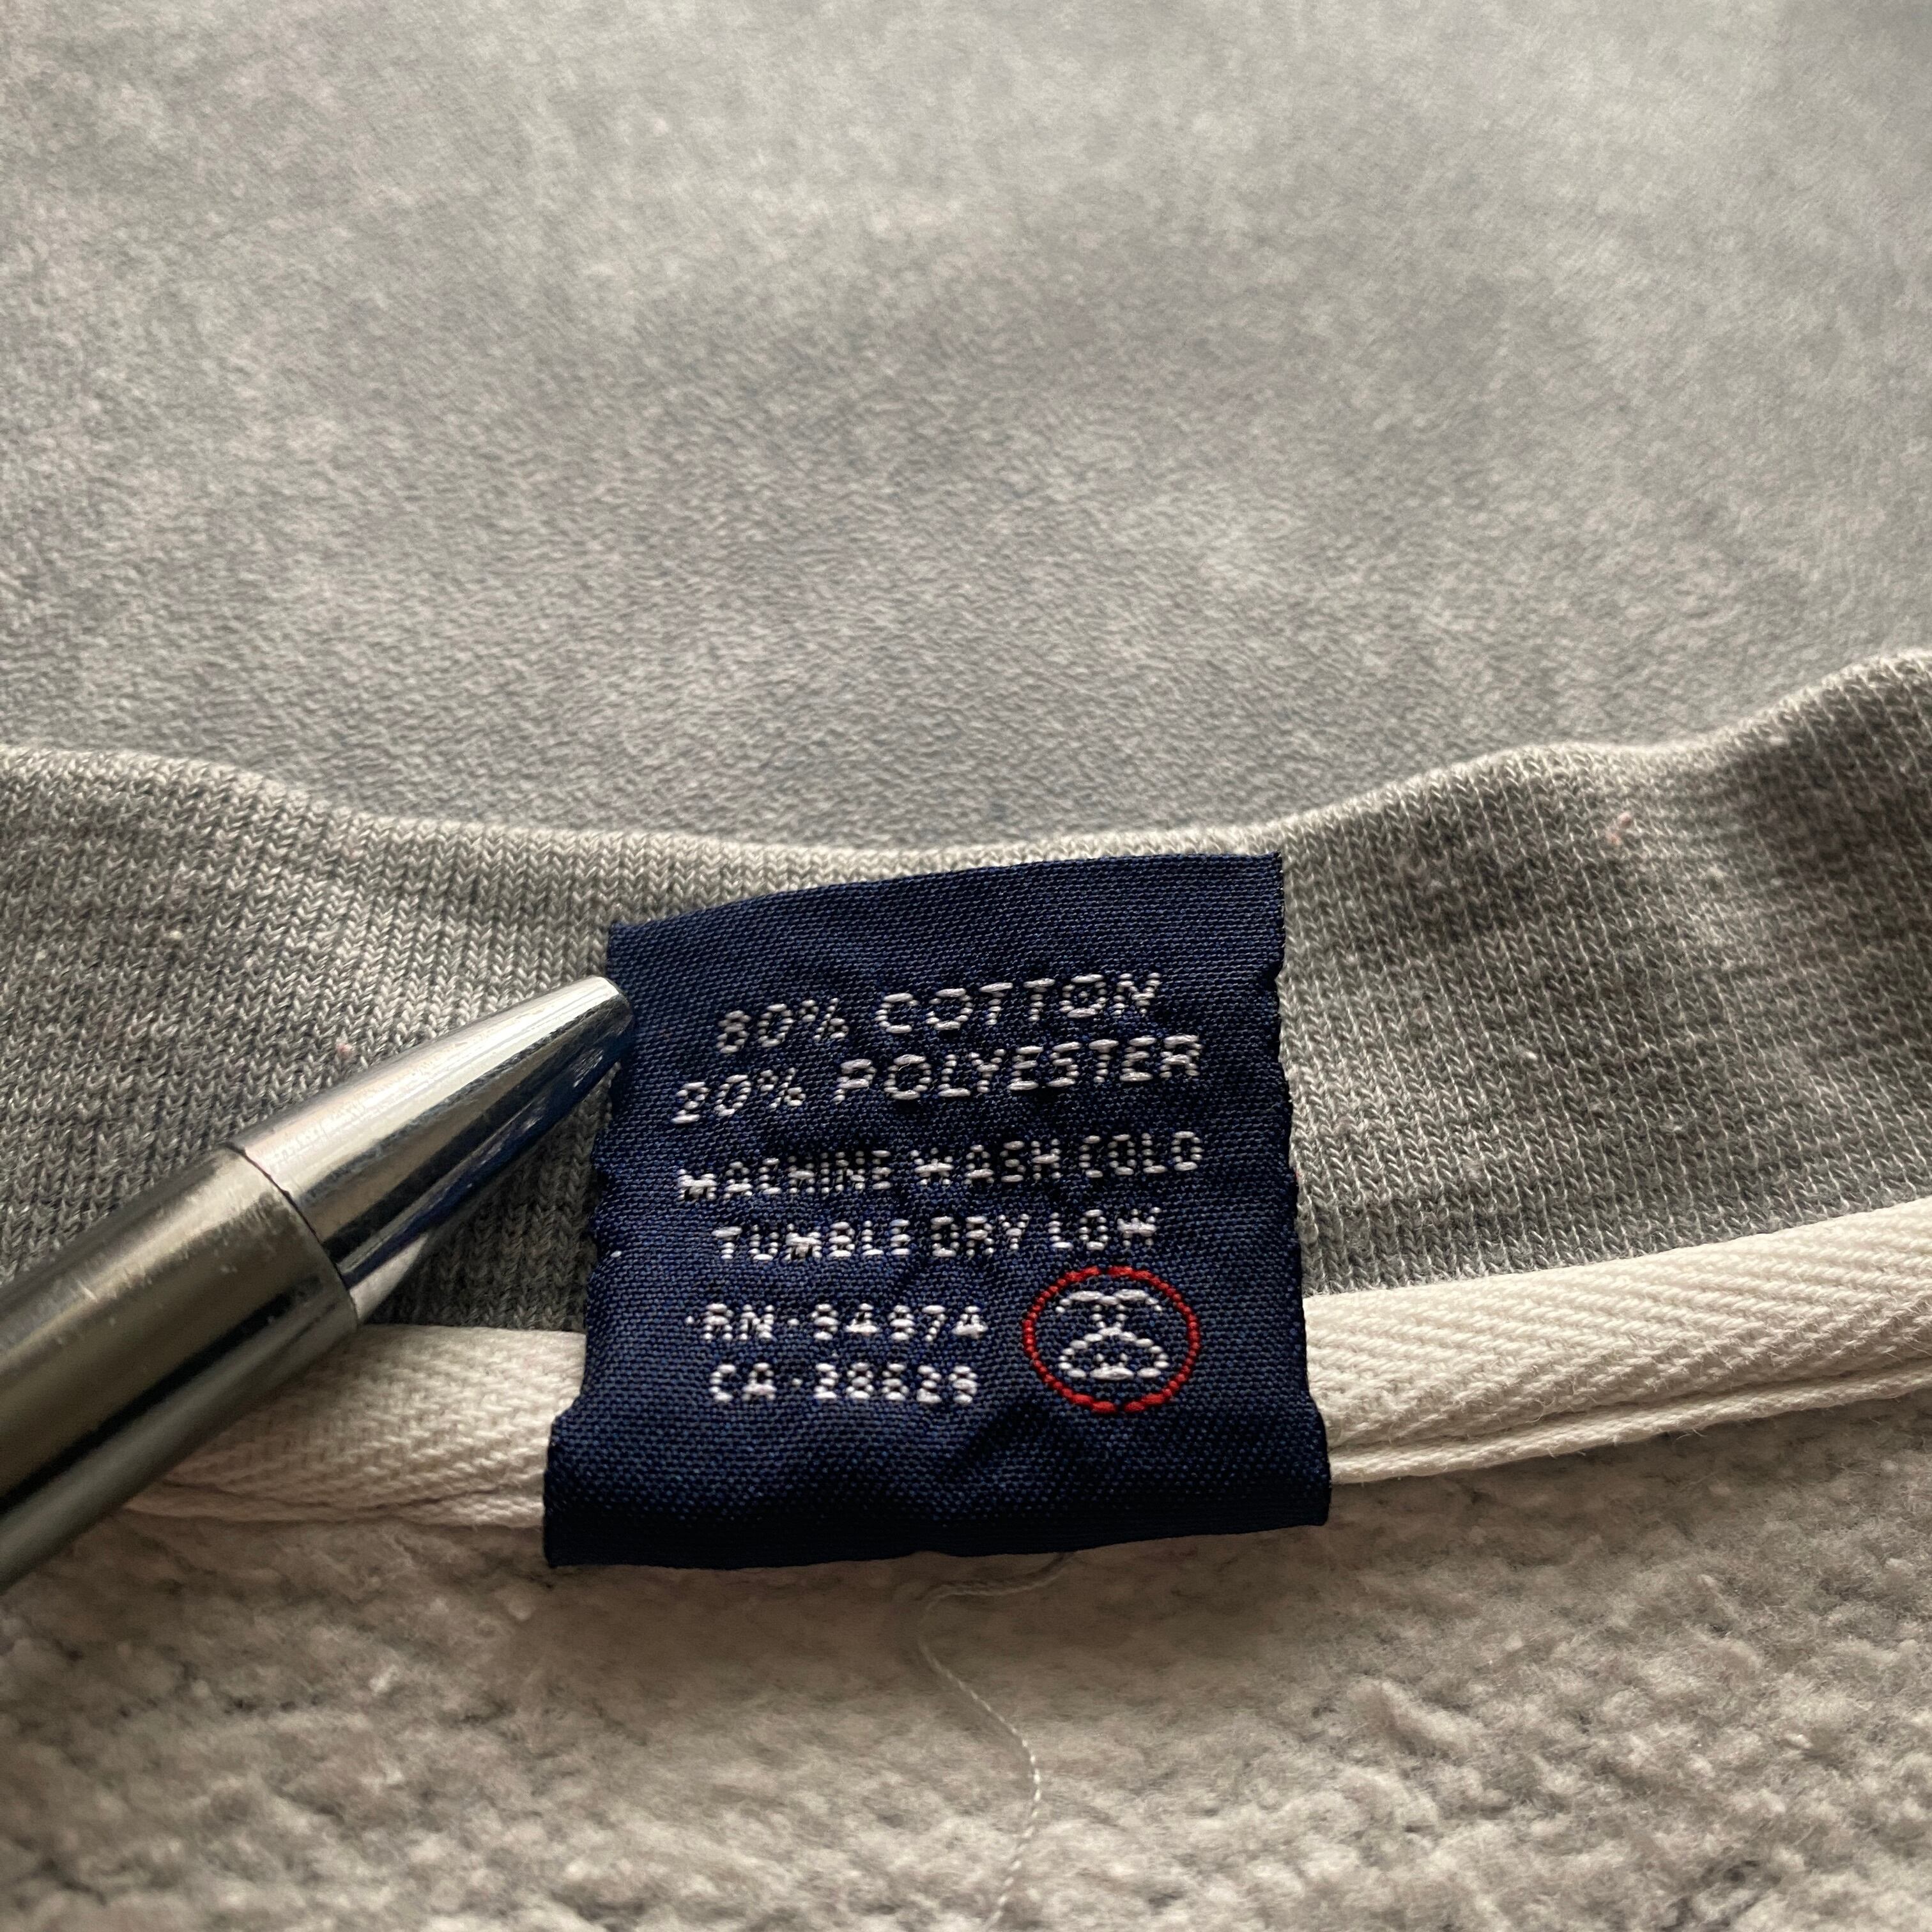 80% COTTON
20% POLYESTER
MACHINE WASH COLD
TUMBLE DRY LOW
RN·94974
CA·28629